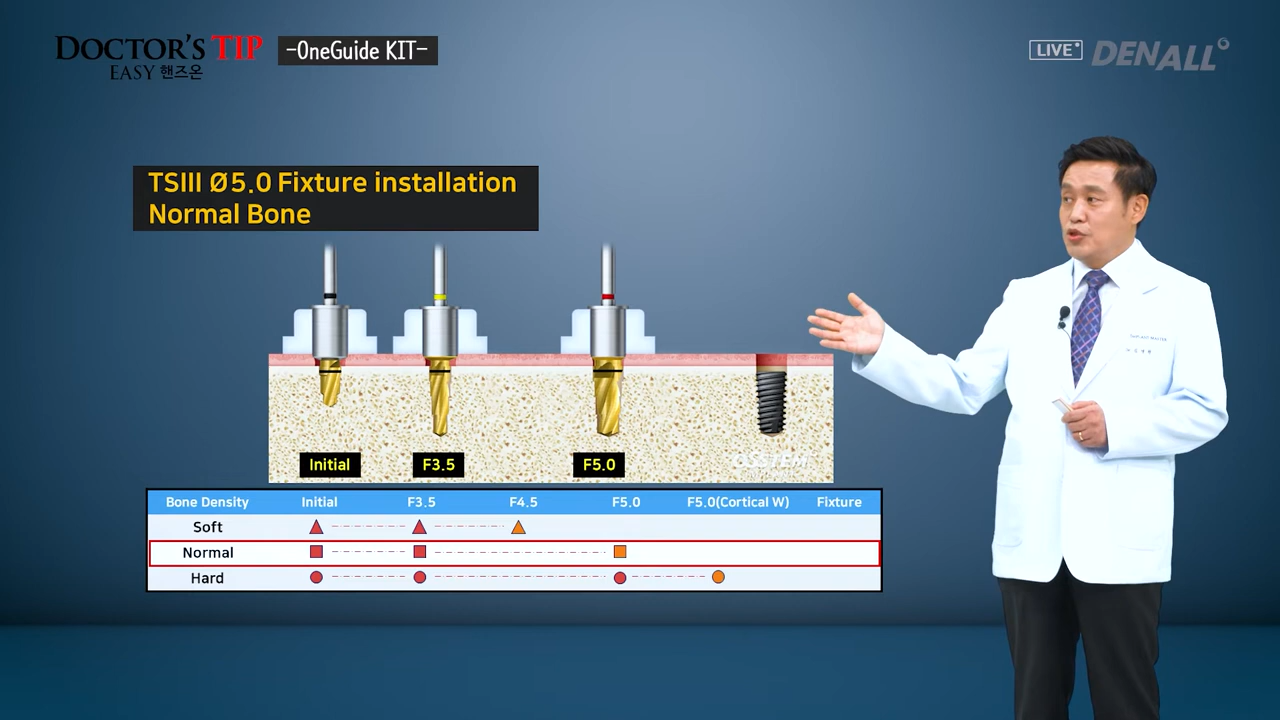 DOCTOR'S TIP
EASY 핸즈온
-OneGuide KIT-
LIVE
DENALL
TSIII Ø5.0 Fixture installation
Normal Bone
Initial
F3.5
F5.0
OSSTEM
Bone Density Initial F3.5 F4.5 F5.0 F5.0(Cortical W) Fixture
Soft
Normal
Hard